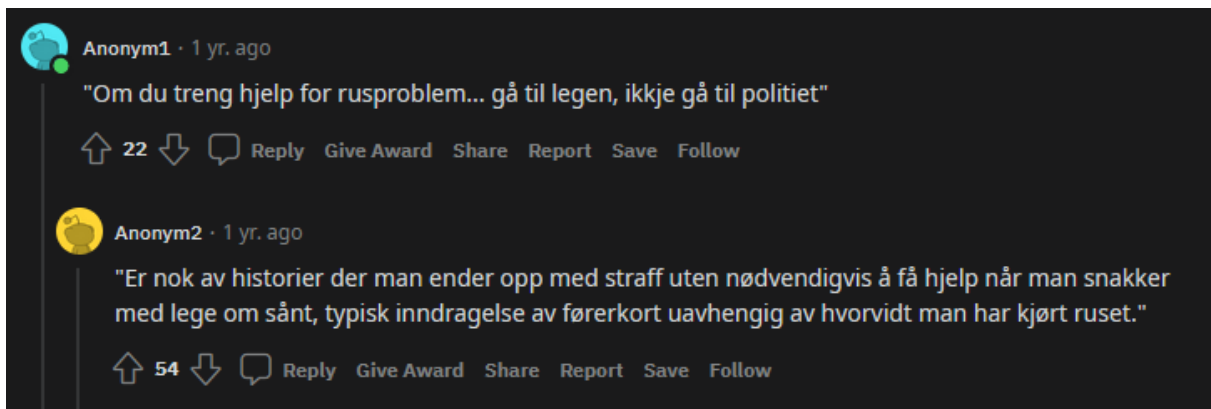 Anonym1 · 1 yr. ago
"Om du treng hjelp for rusproblem... gå til legen, ikkje gå til politiet"
22 Reply Give Award Share Report Save Follow
Anonym2 · 1 yr. ago
"Er nok av historier der man ender opp med straff uten nødvendigvis å få hjelp når man snakker
med lege om sånt, typisk inndragelse av førerkort uavhengig av hvorvidt man har kjørt ruset."
54 Reply Give Award Share Report Save Follow